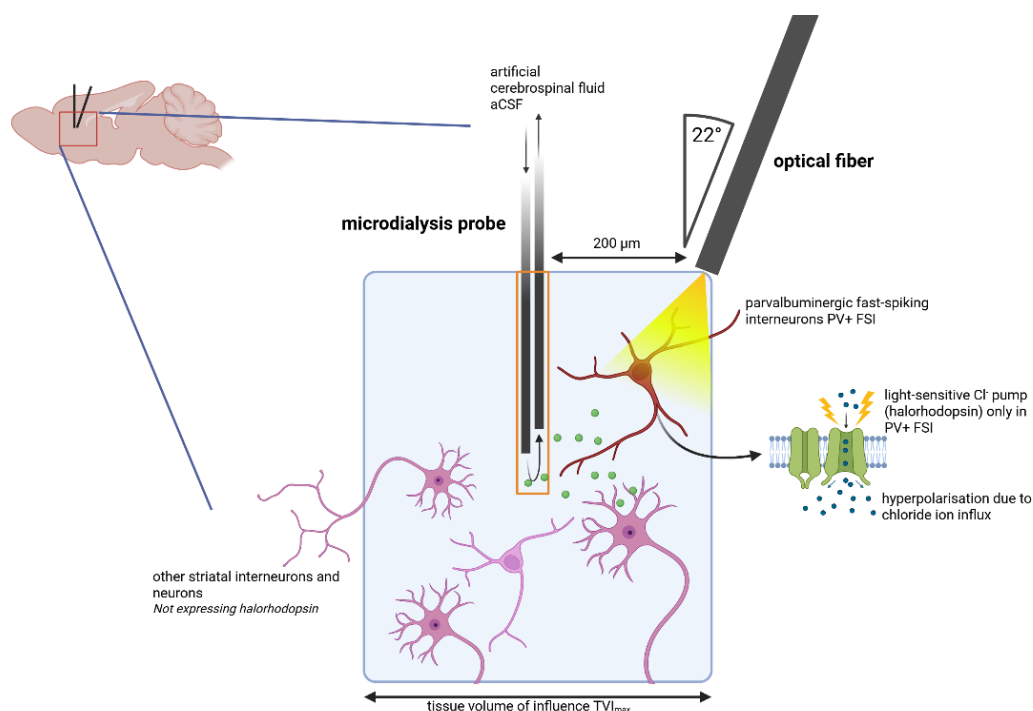 artificial
cerebrospinal fluid
aCSF
22°
optical fiber
microdialysis probe
200 µm
parvalbuminergic fast-spiking
interneurons PV+ FSI
light-sensitive Cl⁻ pump
(halorhodopsin) only in
PV+ FSI
hyperpolarisation due to
chloride ion influx
other striatal interneurons and
neurons
Not expressing halorhodopsin
tissue volume of influence TVImax